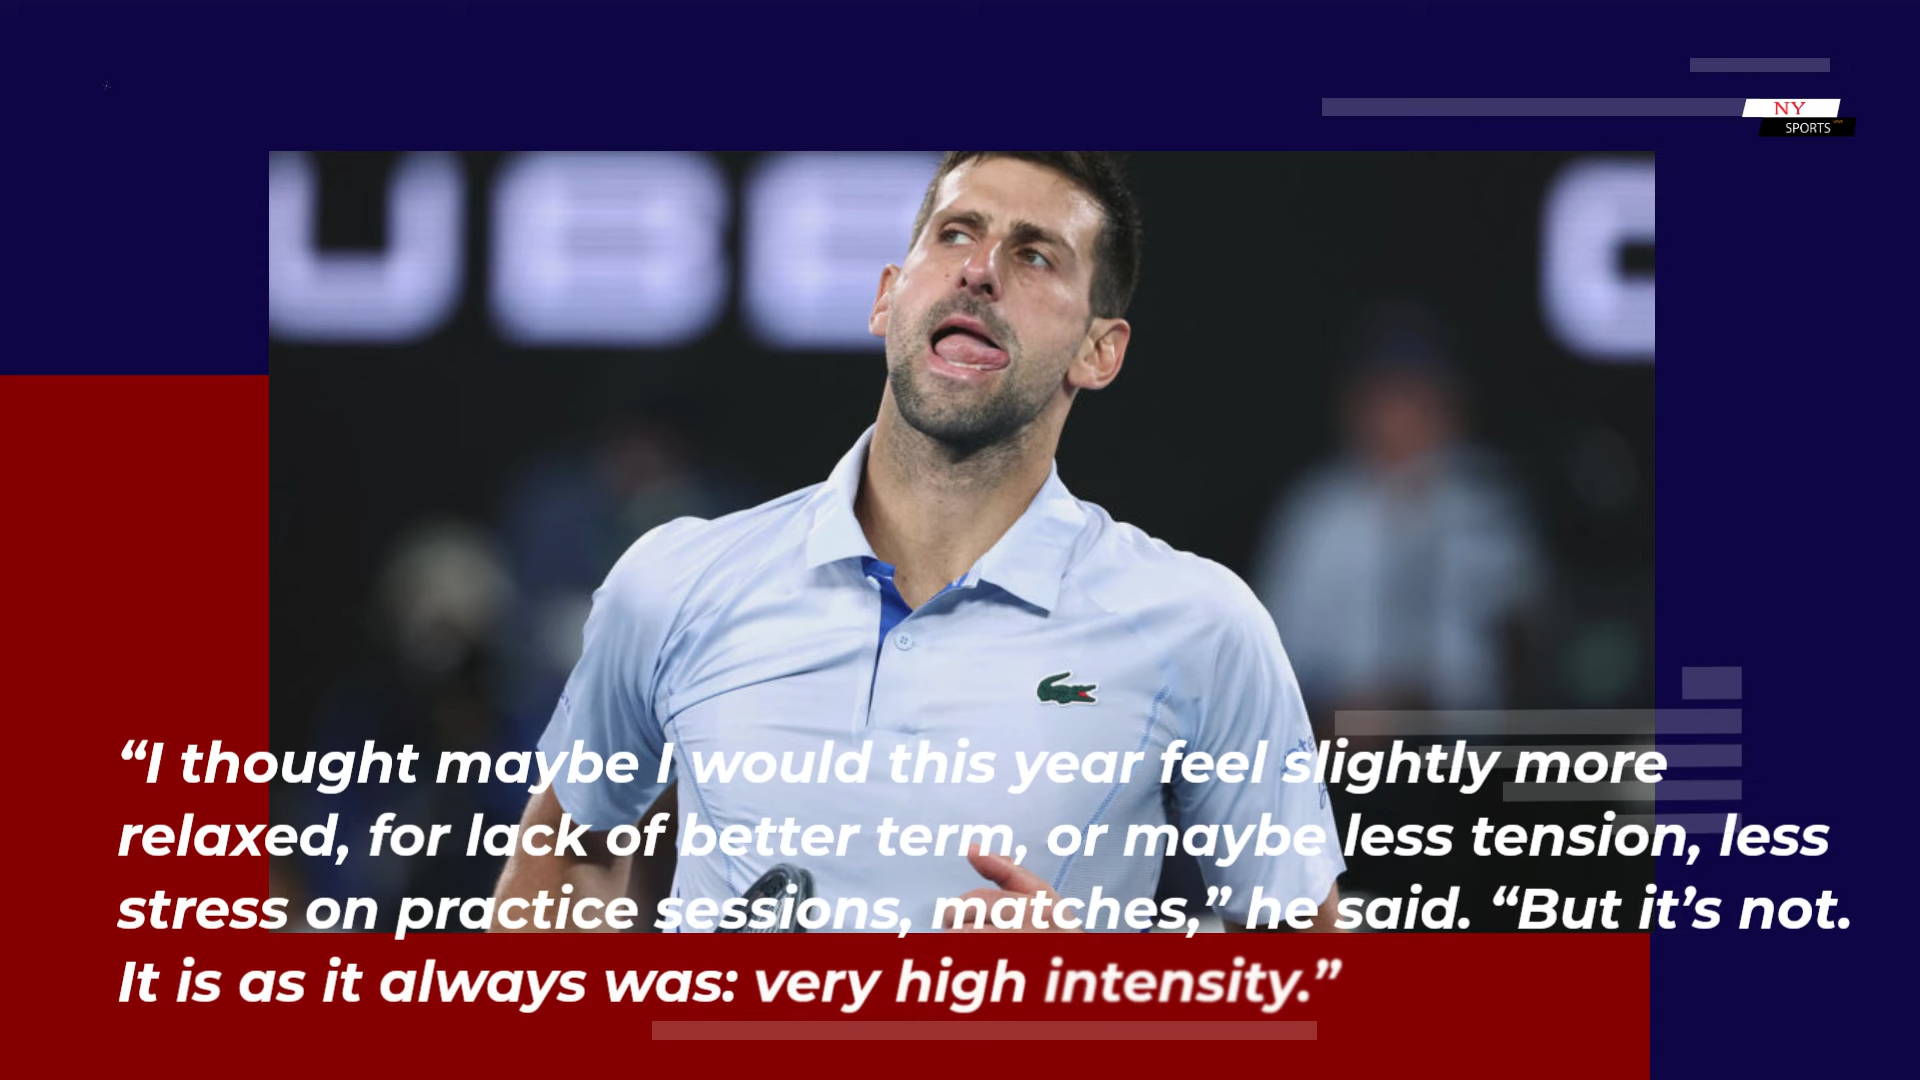 NY
SPORTS
UBE
“I thought maybe I would this year feel slightly more
relaxed, for lack of better term, or maybe less tension, less
stress on practice sessions, matches,” he said. “But it’s not.
It is as it always was: very high intensity.”